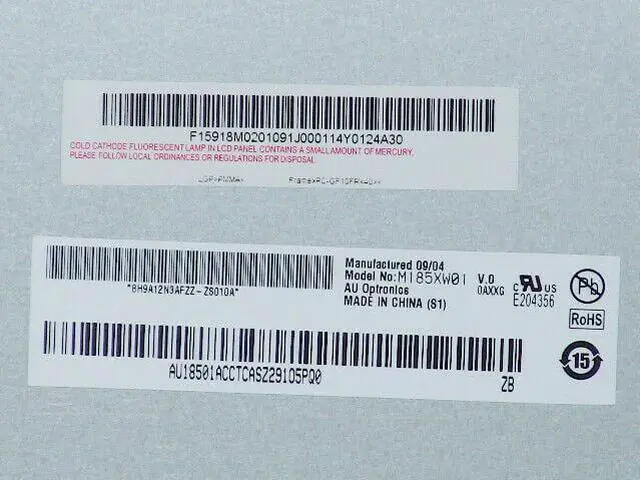 F15918M0201091J000114Y0124A30
COLD CATHODE FLUORESCENT LAMP IN LCD PANEL CONTAINS A SMALL AMOUNT OF MERCURY,
PLEASE FOLLOW LOCAL ORDINANCES OR REGULATIONS FOR DISPOSAL
Manufactured 09/04
Model No:M185XW01 V.0
AU Optronics 0AXXG
MADE IN CHINA (S1)
c RU US
E204356
Pb
RoHS
*8H9A12N3AFZZ-ZS010A*
15
AU18501ACCTCASZ29105PQ0
ZB